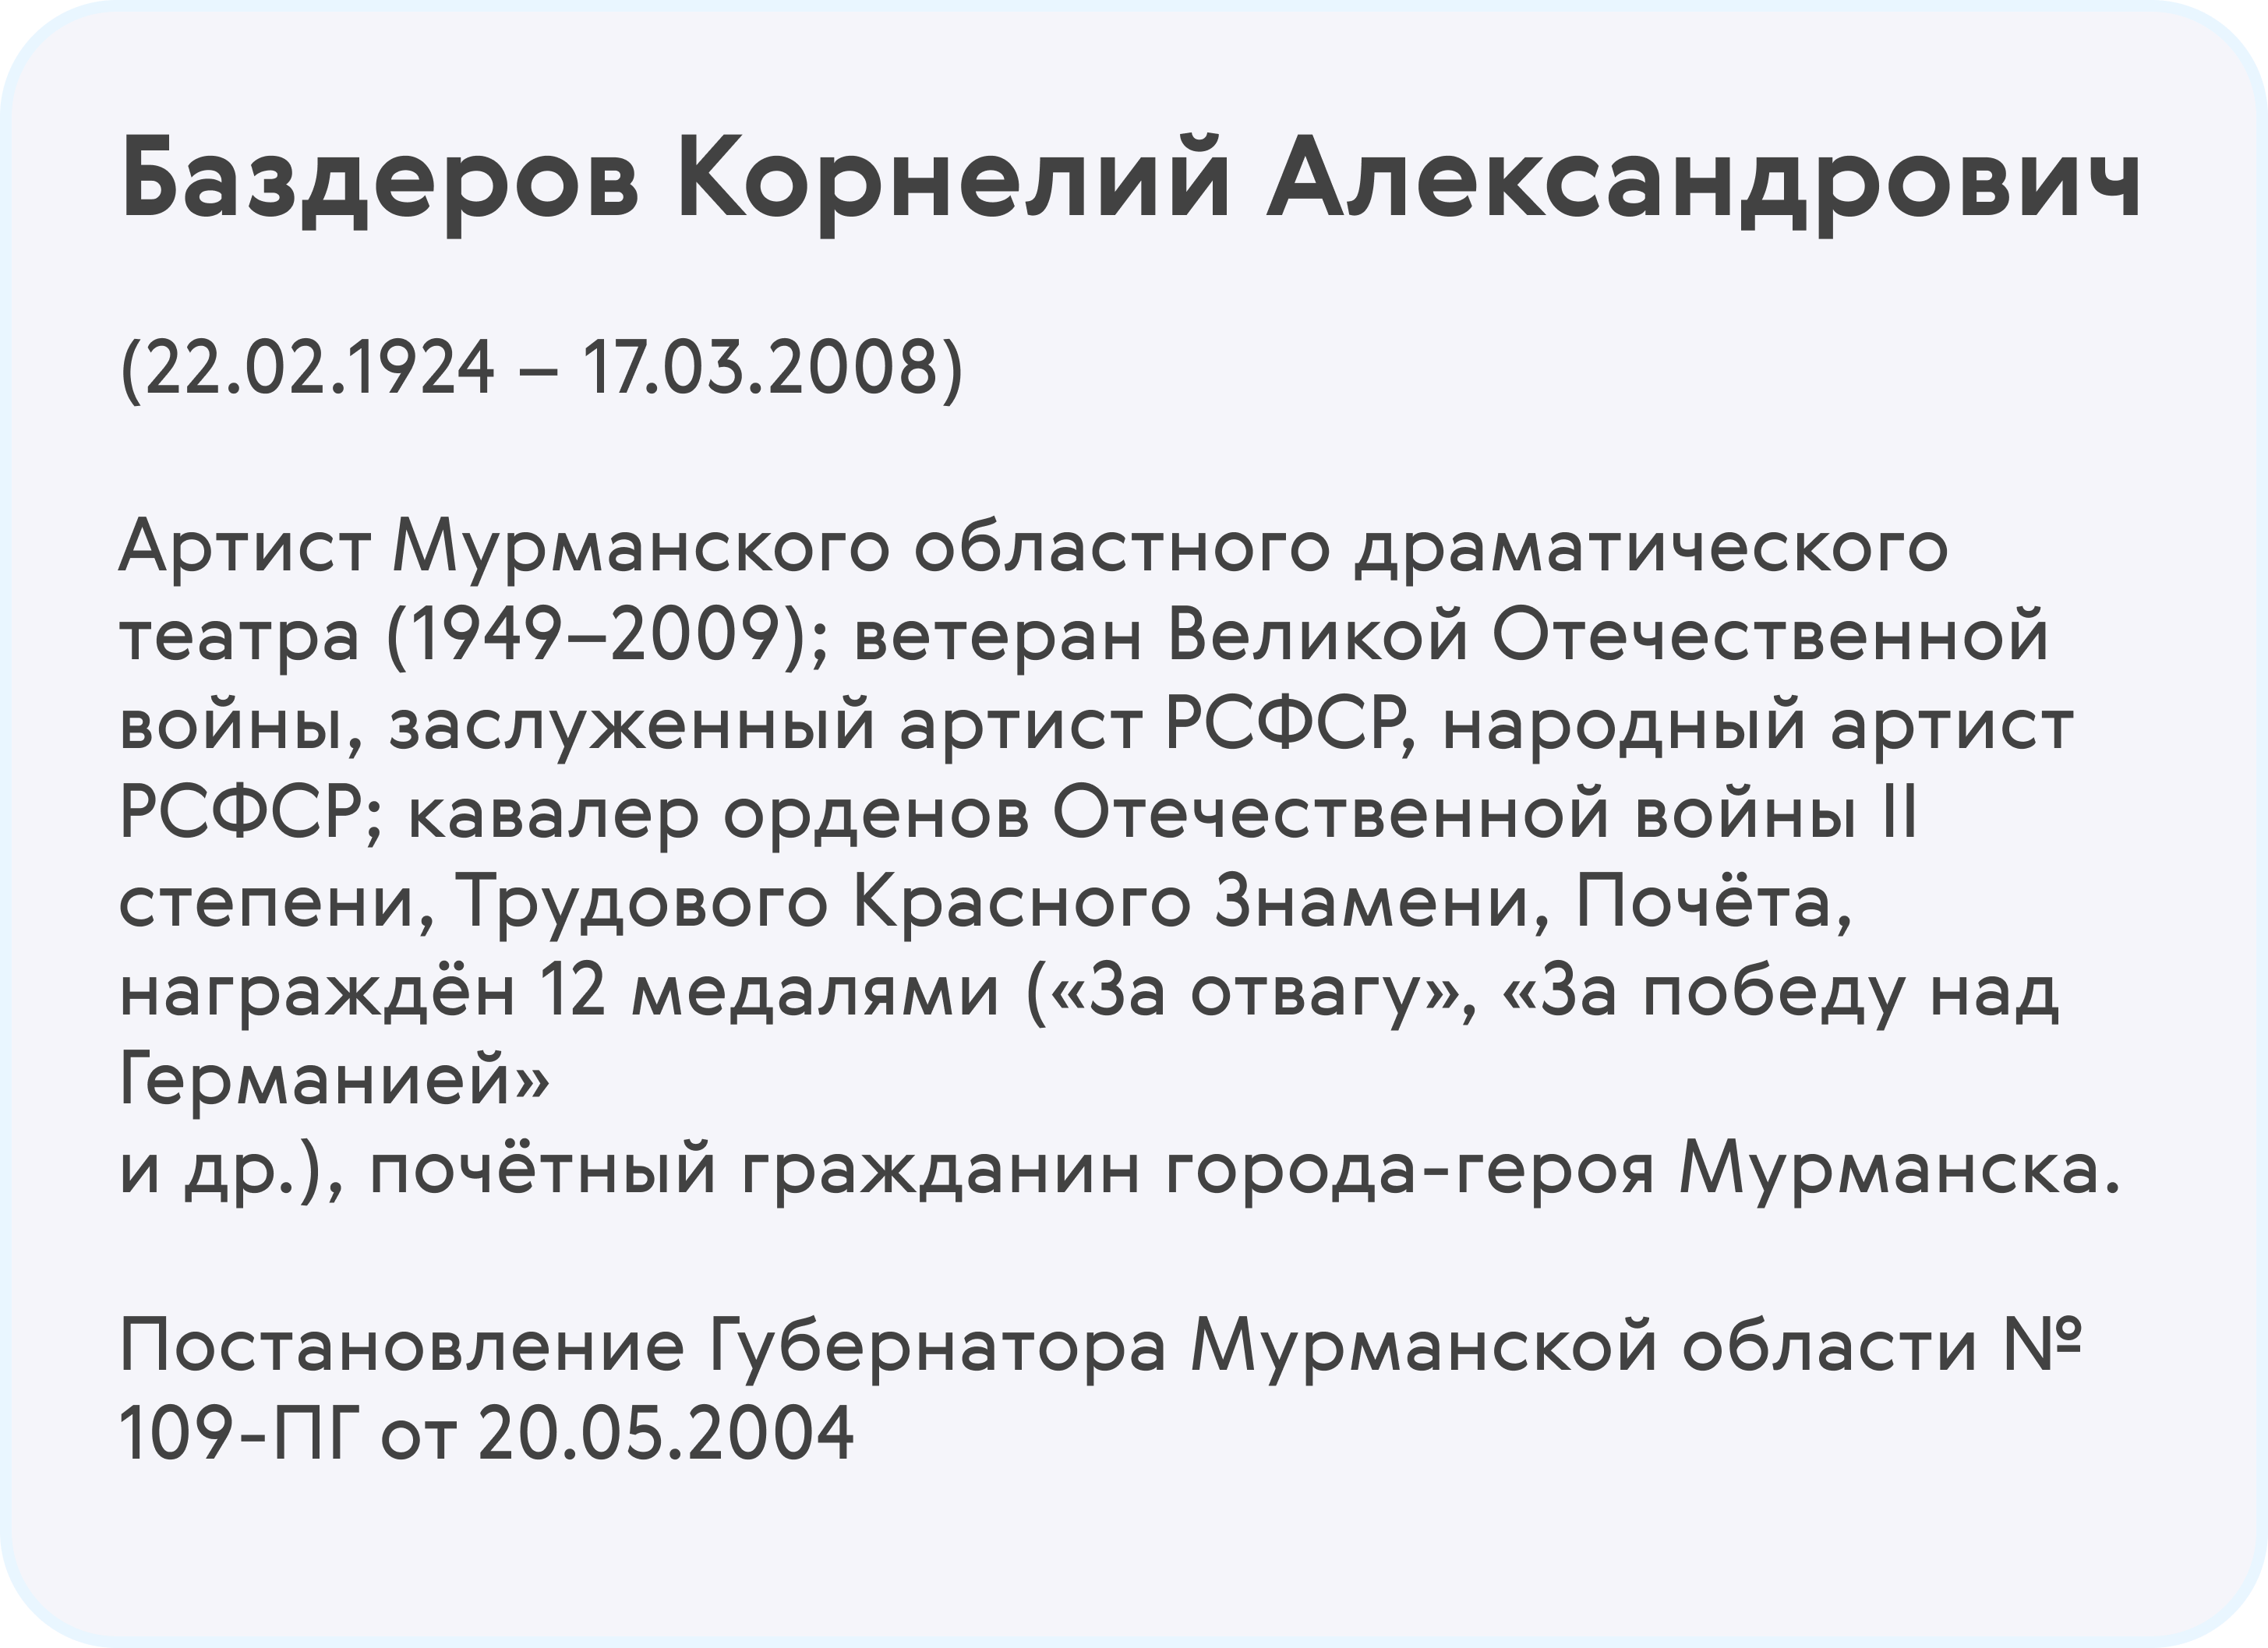 Баздеров Корнелий Александрович
(22.02.1924 – 17.03.2008)
Артист Мурманского областного драматического
театра (1949–2009); ветеран Великой Отечественной
войны, заслуженный артист РСФСР, народный артист
РСФСР; кавалер орденов Отечественной войны II
степени, Трудового Красного Знамени, Почёта,
награждён 12 медалями («За отвагу», «За победу над
Германией»
и др.), почётный гражданин города-героя Мурманска.
Постановление Губернатора Мурманской области №
109-ПГ от 20.05.2004